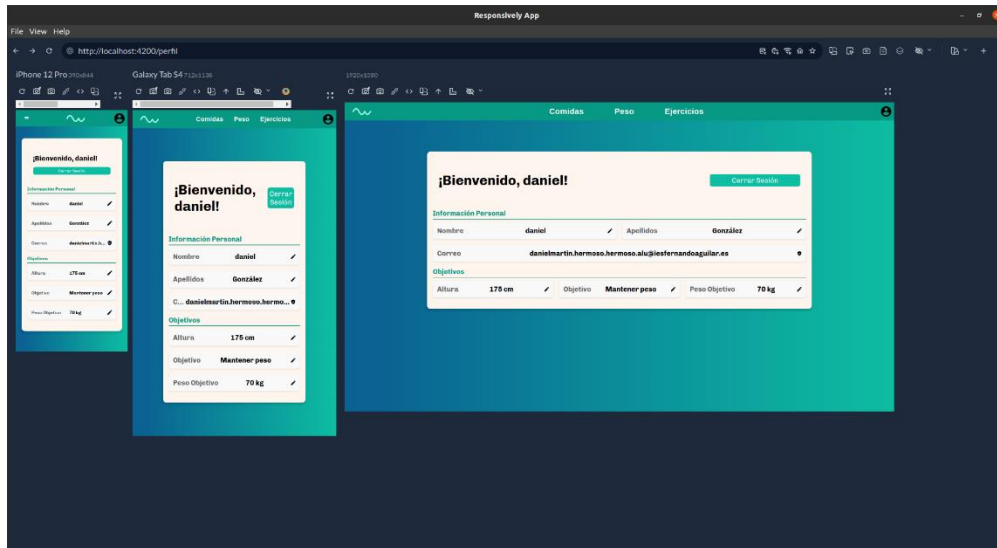 Responsively App
File View Help
http://localhost:4200/perfil
iPhone 12 Pro 390x844
¡Bienvenido, daniel!
Cerrar Sesión
Información Personal
Nombre daniel
Apellidos González
Correo
Objetivos
Altura 175 cm
Objetivo Mantener peso
Peso Objetivo 70 kg
Galaxy Tab S4 712x1138
Comidas Peso Ejercicios
¡Bienvenido,
daniel!
Cerrar
Sesión
Información Personal
Nombre daniel
Apellidos González
C... danielmartin.hermoso.hermo...
Objetivos
Altura 175 cm
Objetivo Mantener peso
Peso Objetivo 70 kg
1920x1080
Comidas Peso Ejercicios
¡Bienvenido, daniel!
Cerrar Sesión
Información Personal
Nombre daniel Apellidos González
Correo danielmartin.hermoso.hermoso.alu@iesfernandoaguilar.es
Objetivos
Altura 175 cm Objetivo Mantener peso Peso Objetivo 70 kg